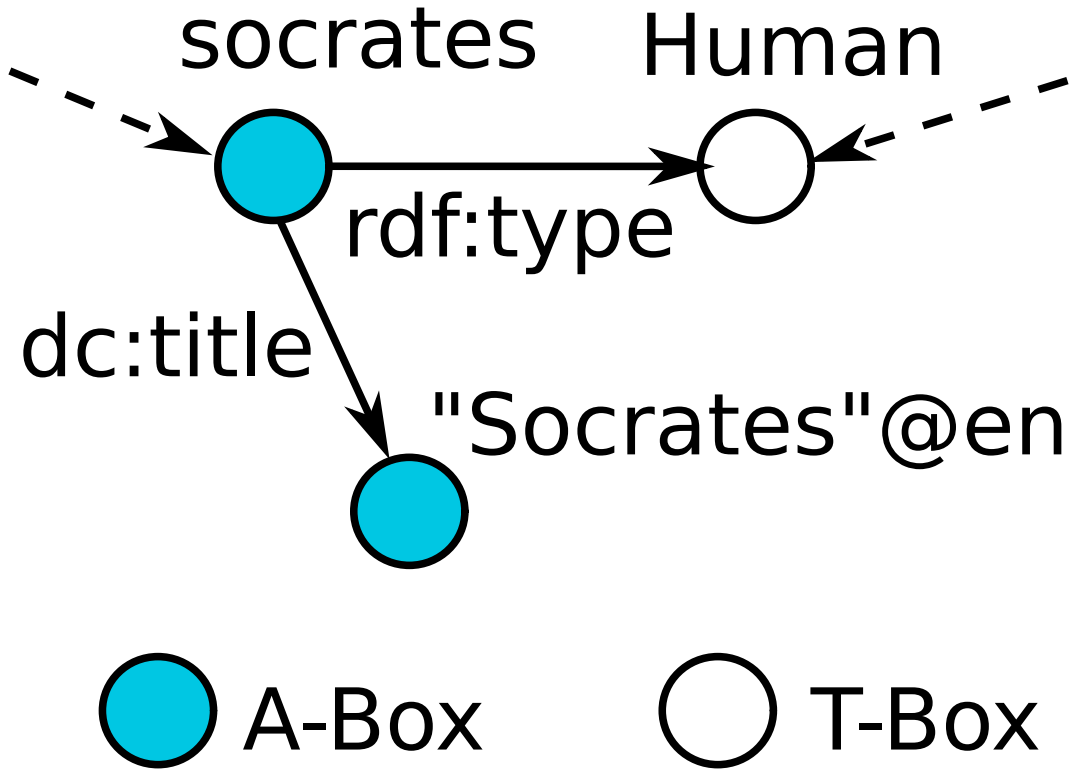 socrates
Human
rdf:type
dc:title
"Socrates"@en
A-Box
T-Box